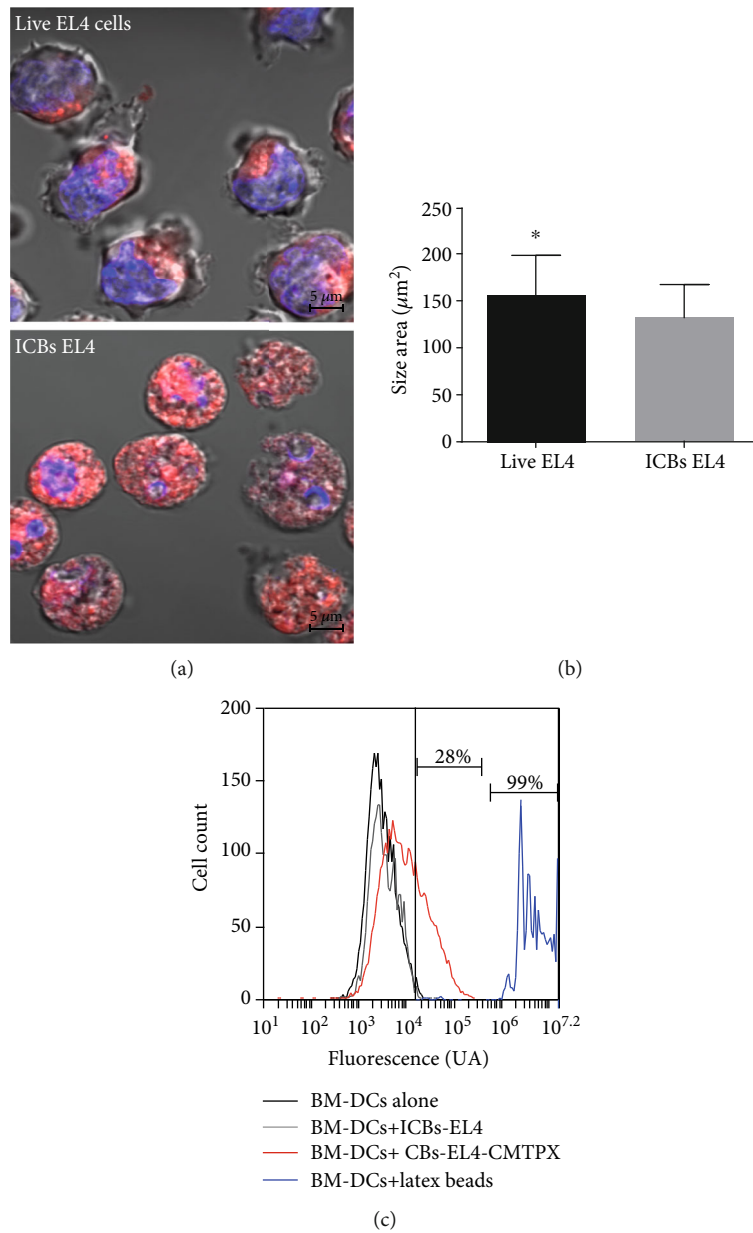 Live EL4 cells
5 μm
ICBs EL4
5 μm
(a)
Size area (μm²)
250
200
150
100
50
0
*
Live EL4
ICBs EL4
(b)
Cell count
200
150
100
50
0
28%
99%
10¹ 10² 10³ 10⁴ 10⁵ 10⁶ 10⁷·²
Fluorescence (UA)
BM-DCs alone
BM-DCs+ICBs-EL4
BM-DCs+ CBs-EL4-CMTPX
BM-DCs+latex beads
(c)